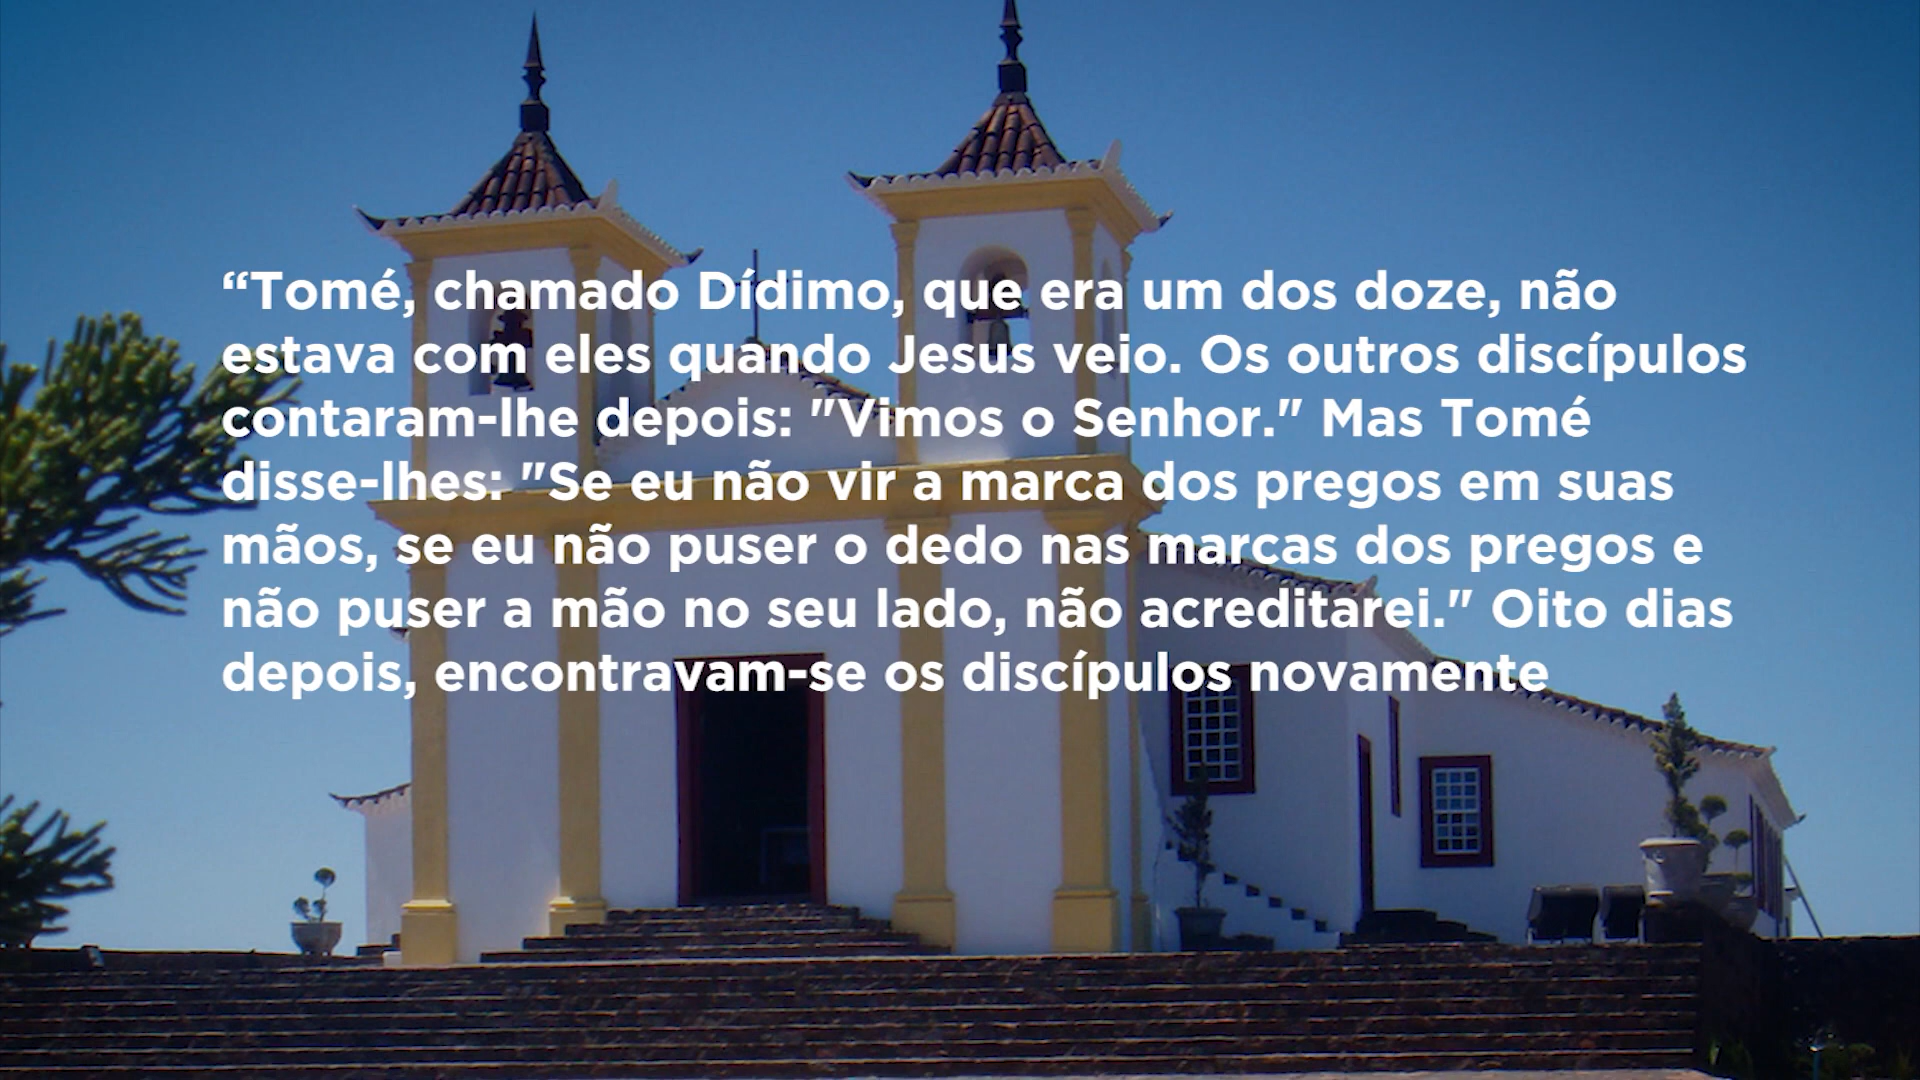 “Tomé, chamado Dídimo, que era um dos doze, não
estava com eles quando Jesus veio. Os outros discípulos
contaram-lhe depois: "Vimos o Senhor." Mas Tomé
disse-lhes: "Se eu não vir a marca dos pregos em suas
mãos, se eu não puser o dedo nas marcas dos pregos e
não puser a mão no seu lado, não acreditarei." Oito dias
depois, encontravam-se os discípulos novamente